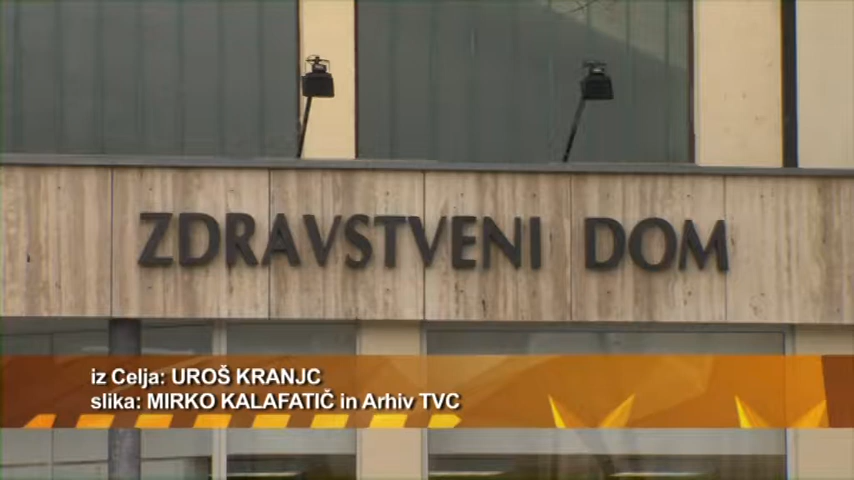 ZDRAVSTVENI DOM
iz Celja: UROŠ KRANJC
slika: MIRKO KALAFATIČ in Arhiv TVC